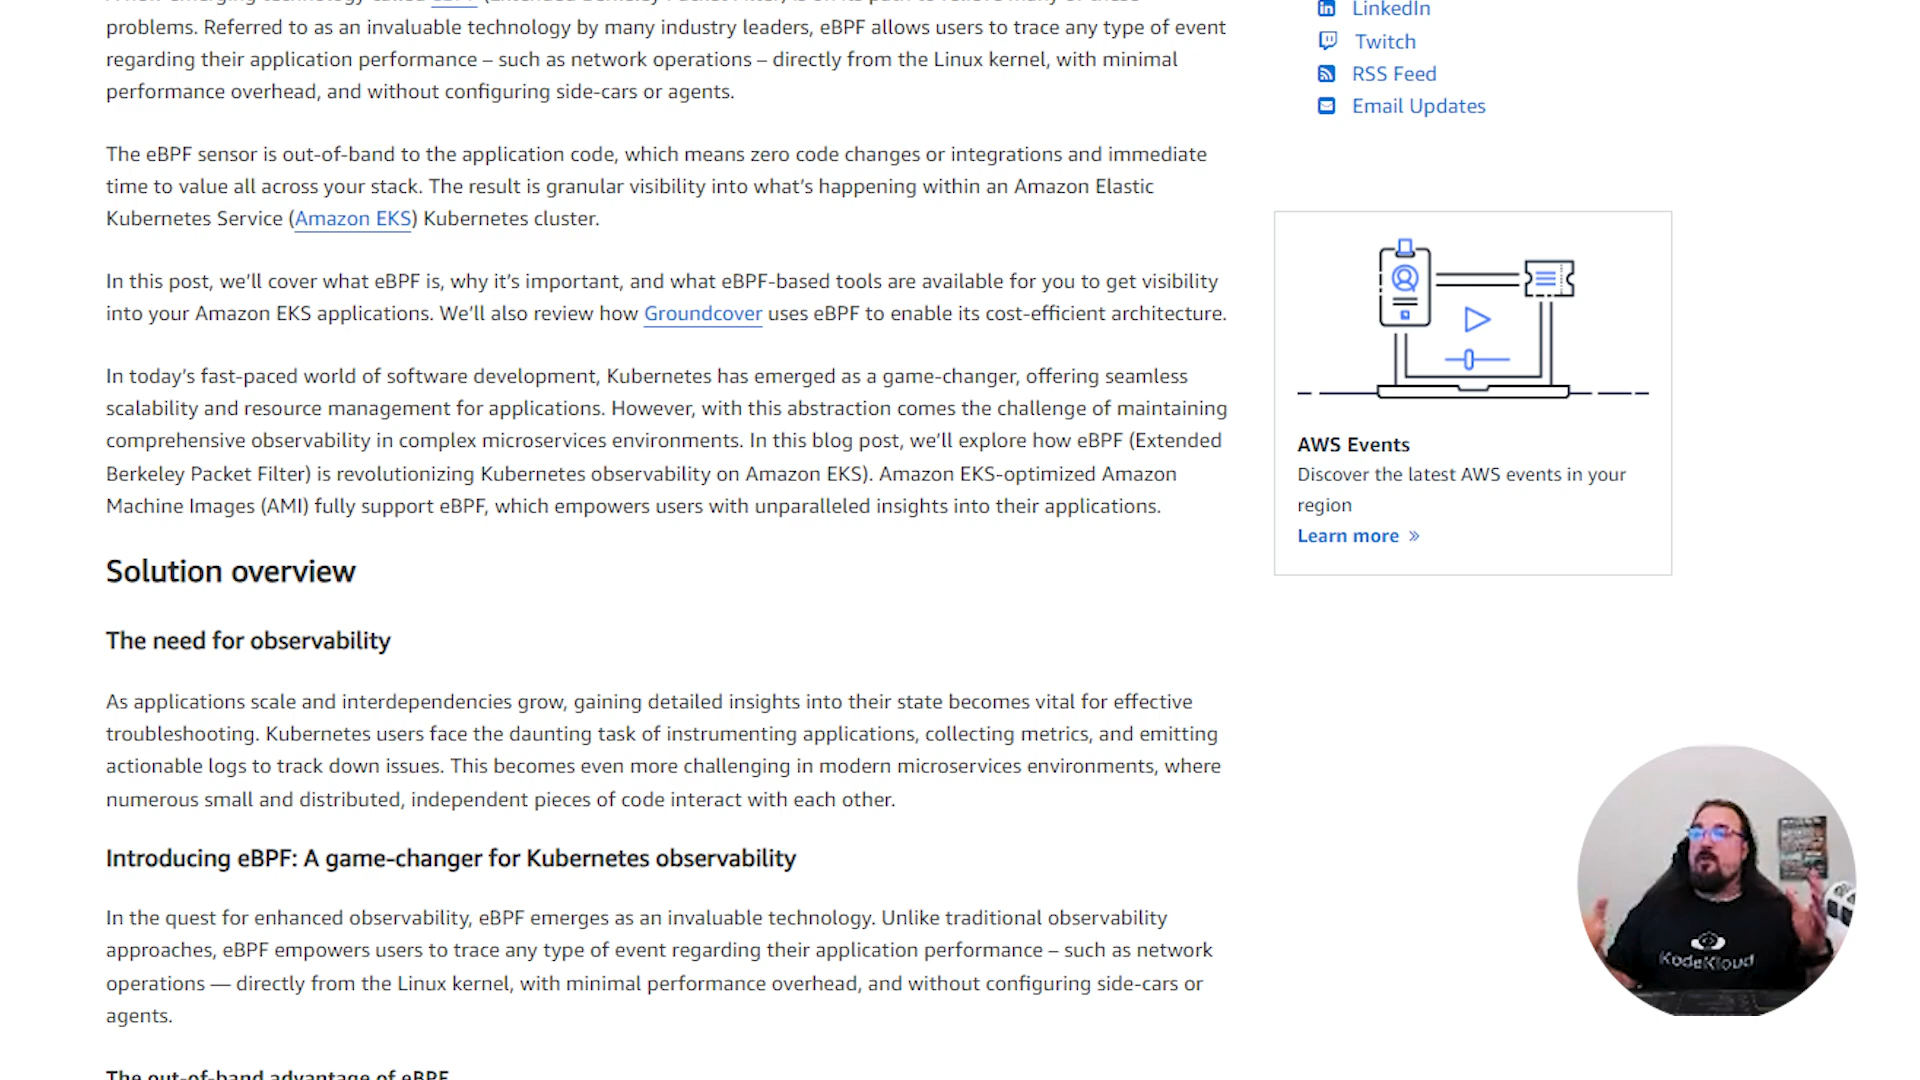 problems. Referred to as an invaluable technology by many industry leaders, eBPF allows users to trace any type of event
regarding their application performance – such as network operations – directly from the Linux kernel, with minimal
performance overhead, and without configuring side-cars or agents.
The eBPF sensor is out-of-band to the application code, which means zero code changes or integrations and immediate
time to value all across your stack. The result is granular visibility into what's happening within an Amazon Elastic
Kubernetes Service (Amazon EKS) Kubernetes cluster.
In this post, we'll cover what eBPF is, why it's important, and what eBPF-based tools are available for you to get visibility
into your Amazon EKS applications. We'll also review how Groundcover uses eBPF to enable its cost-efficient architecture.
In today's fast-paced world of software development, Kubernetes has emerged as a game-changer, offering seamless
scalability and resource management for applications. However, with this abstraction comes the challenge of maintaining
comprehensive observability in complex microservices environments. In this blog post, we'll explore how eBPF (Extended
Berkeley Packet Filter) is revolutionizing Kubernetes observability on Amazon EKS). Amazon EKS-optimized Amazon
Machine Images (AMI) fully support eBPF, which empowers users with unparalleled insights into their applications.
Solution overview
The need for observability
As applications scale and interdependencies grow, gaining detailed insights into their state becomes vital for effective
troubleshooting. Kubernetes users face the daunting task of instrumenting applications, collecting metrics, and emitting
actionable logs to track down issues. This becomes even more challenging in modern microservices environments, where
numerous small and distributed, independent pieces of code interact with each other.
Introducing eBPF: A game-changer for Kubernetes observability
In the quest for enhanced observability, eBPF emerges as an invaluable technology. Unlike traditional observability
approaches, eBPF empowers users to trace any type of event regarding their application performance – such as network
operations — directly from the Linux kernel, with minimal performance overhead, and without configuring side-cars or
agents.
The out-of-band advantage of eBPF
LinkedIn
Twitch
RSS Feed
Email Updates
AWS Events
Discover the latest AWS events in your
region
Learn more »
KodeKloud